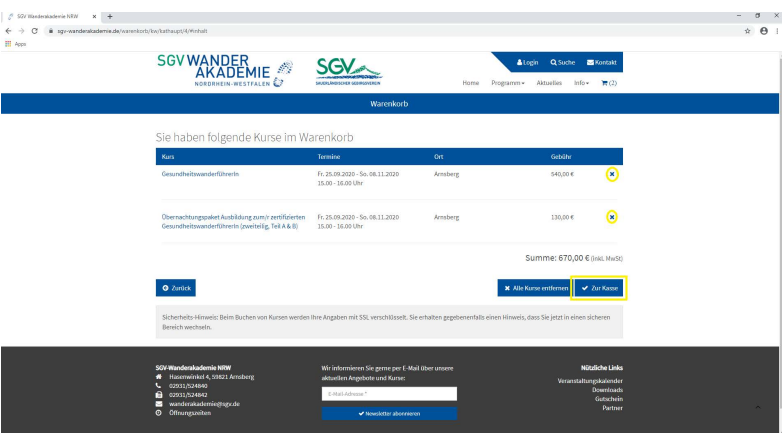 SGV Wanderakademie NRW
sgv-wanderakademie.de/warenkorb/kw/kathaupt/4/#inhalt
Apps
SGV WANDER
AKADEMIE
NORDRHEIN-WESTFALEN
SGV
SAUERLÄNDISCHER GEBIRGSVEREIN
Login Suche Kontakt
Home Programm Aktuelles Info (2)
Warenkorb
Sie haben folgende Kurse im Warenkorb
Kurs Termine Ort Gebühr
GesundheitswanderführerIn Fr. 25.09.2020 - So. 08.11.2020 Arnsberg 540,00 €
15.00 - 16.00 Uhr
Übernachtungspaket Ausbildung zum/r zertifizierten Fr. 25.09.2020 - So. 08.11.2020 Arnsberg 130,00 €
GesundheitswanderführerIn (zweiteilig, Teil A & B) 15.00 - 16.00 Uhr
Summe: 670,00 € (inkl. MwSt)
Zurück Alle Kurse entfernen Zur Kasse
Sicherheits-Hinweis: Beim Buchen von Kursen werden Ihre Angaben mit SSL verschlüsselt. Sie erhalten gegebenenfalls einen Hinweis, dass Sie jetzt in einen sicheren
Bereich wechseln.
SGV-Wanderakademie NRW
Hasenwinkel 4, 59821 Arnsberg
02931/524840
02931/524842
wanderakademie@sgv.de
Öffnungszeiten
Wir informieren Sie gerne per E-Mail über unsere
aktuellen Angebote und Kurse:
E-Mail-Adresse *
Newsletter abonnieren
Nützliche Links
Veranstaltungskalender
Downloads
Gutschein
Partner